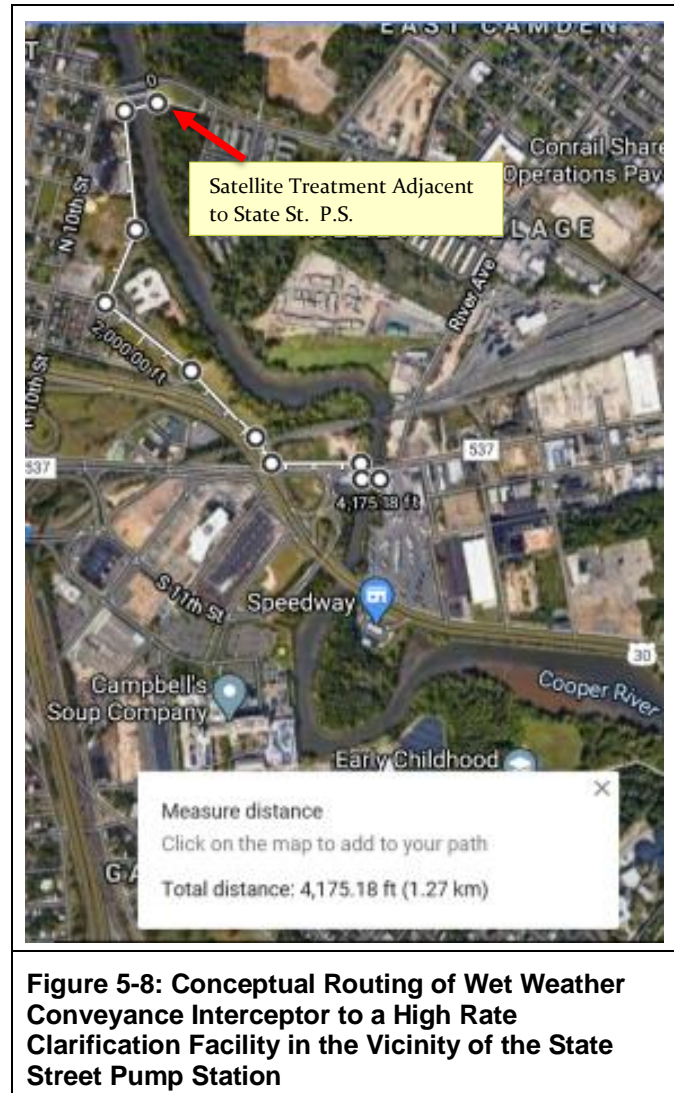 EAST CAMDEN
T
0
Conrail Share
Operations Pav
Satellite Treatment Adjacent
to State St. P.S.
LAGE
N 10th St
River Ave
2,000.00 ft
N 10th St
537
537
4,175.18 ft
S 11th St
Speedway
30
Campbell's
Soup Company
Cooper River
Early Childhood
GA
Measure distance
Click on the map to add to your path
Total distance: 4,175.18 ft (1.27 km)
Figure 5-8: Conceptual Routing of Wet Weather
Conveyance Interceptor to a High Rate
Clarification Facility in the Vicinity of the State
Street Pump Station